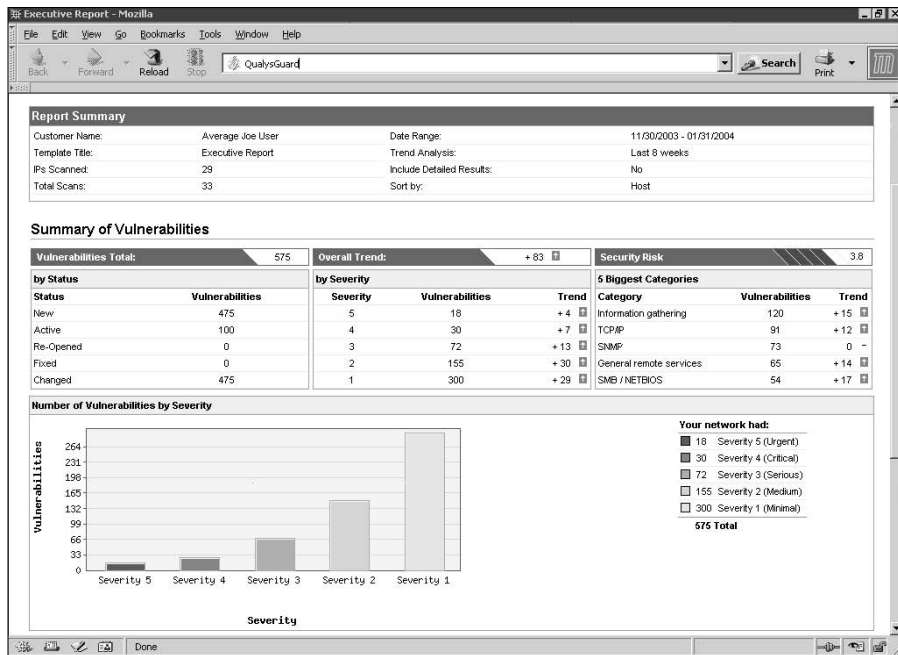 Executive Report - Mozilla
File Edit View Go Bookmarks Tools Window Help
Back Forward Reload Stop QualysGuard Search Print
Report Summary
Customer Name: Average Joe User Date Range: 11/30/2003 - 01/31/2004
Template Title: Executive Report Trend Analysis: Last 8 weeks
IPs Scanned: 29 Include Detailed Results: No
Total Scans: 33 Sort by: Host
Summary of Vulnerabilities
Vulnerabilities Total: 575 Overall Trend: + 83 Security Risk 3.8
by Status by Severity 5 Biggest Categories
Status Vulnerabilities Severity Vulnerabilities Trend Category Vulnerabilities Trend
New 475 5 18 + 4 Information gathering 120 + 15
Active 100 4 30 + 7 TCP/IP 91 + 12
Re-Opened 0 3 72 + 13 SNMP 73 0 -
Fixed 0 2 155 + 30 General remote services 65 + 14
Changed 475 1 300 + 29 SMB / NETBIOS 54 + 17
Number of Vulnerabilities by Severity
Vulnerabilities
264
231
198
165
132
99
66
33
0
Severity 5 Severity 4 Severity 3 Severity 2 Severity 1
Severity
Your network had:
18 Severity 5 (Urgent)
30 Severity 4 (Critical)
72 Severity 3 (Serious)
155 Severity 2 (Medium)
300 Severity 1 (Minimal)
575 Total
Done